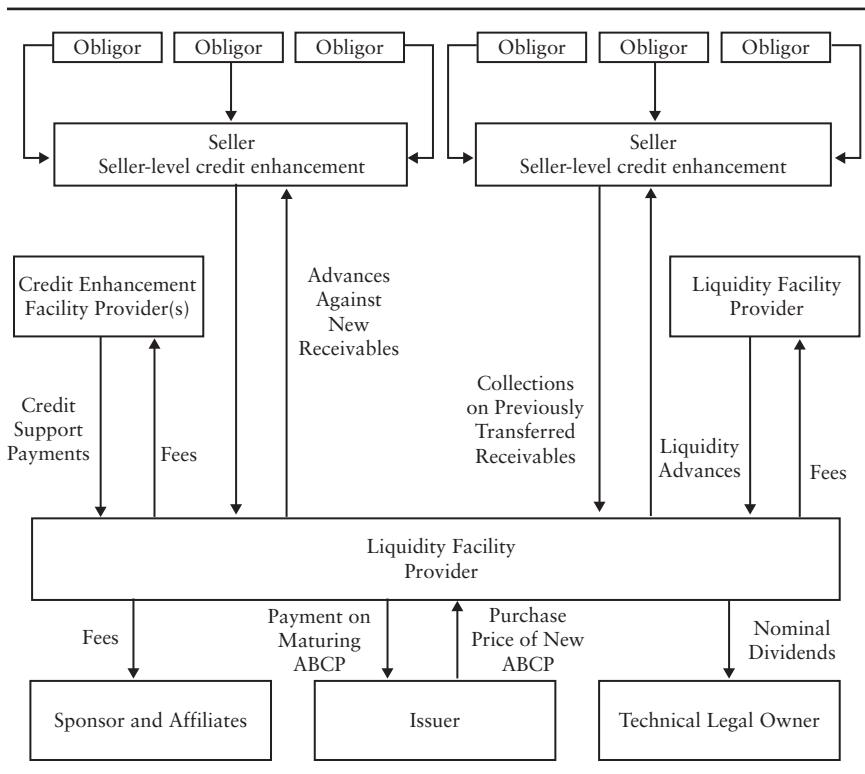 Obligor
Obligor
Obligor
Obligor
Obligor
Obligor
Seller
Seller-level credit enhancement
Seller
Seller-level credit enhancement
Credit Enhancement
Facility Provider(s)
Advances
Against
New
Receivables
Liquidity Facility
Provider
Collections
on Previously
Transferred
Receivables
Credit
Support
Payments
Fees
Liquidity
Advances
Fees
Liquidity Facility
Provider
Fees
Payment on
Maturing
ABCP
Purchase
Price of New
ABCP
Nominal
Dividends
Sponsor and Affiliates
Issuer
Technical Legal Owner